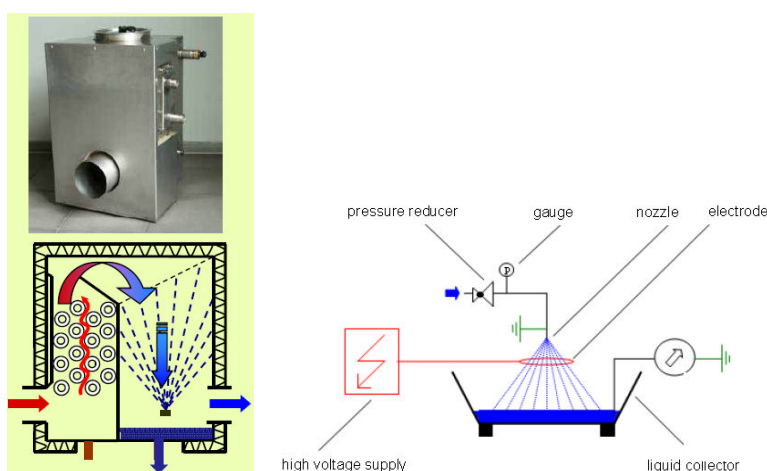 pressure reducer
gauge
nozzle
electrode
P
high voltage supply
liquid collector